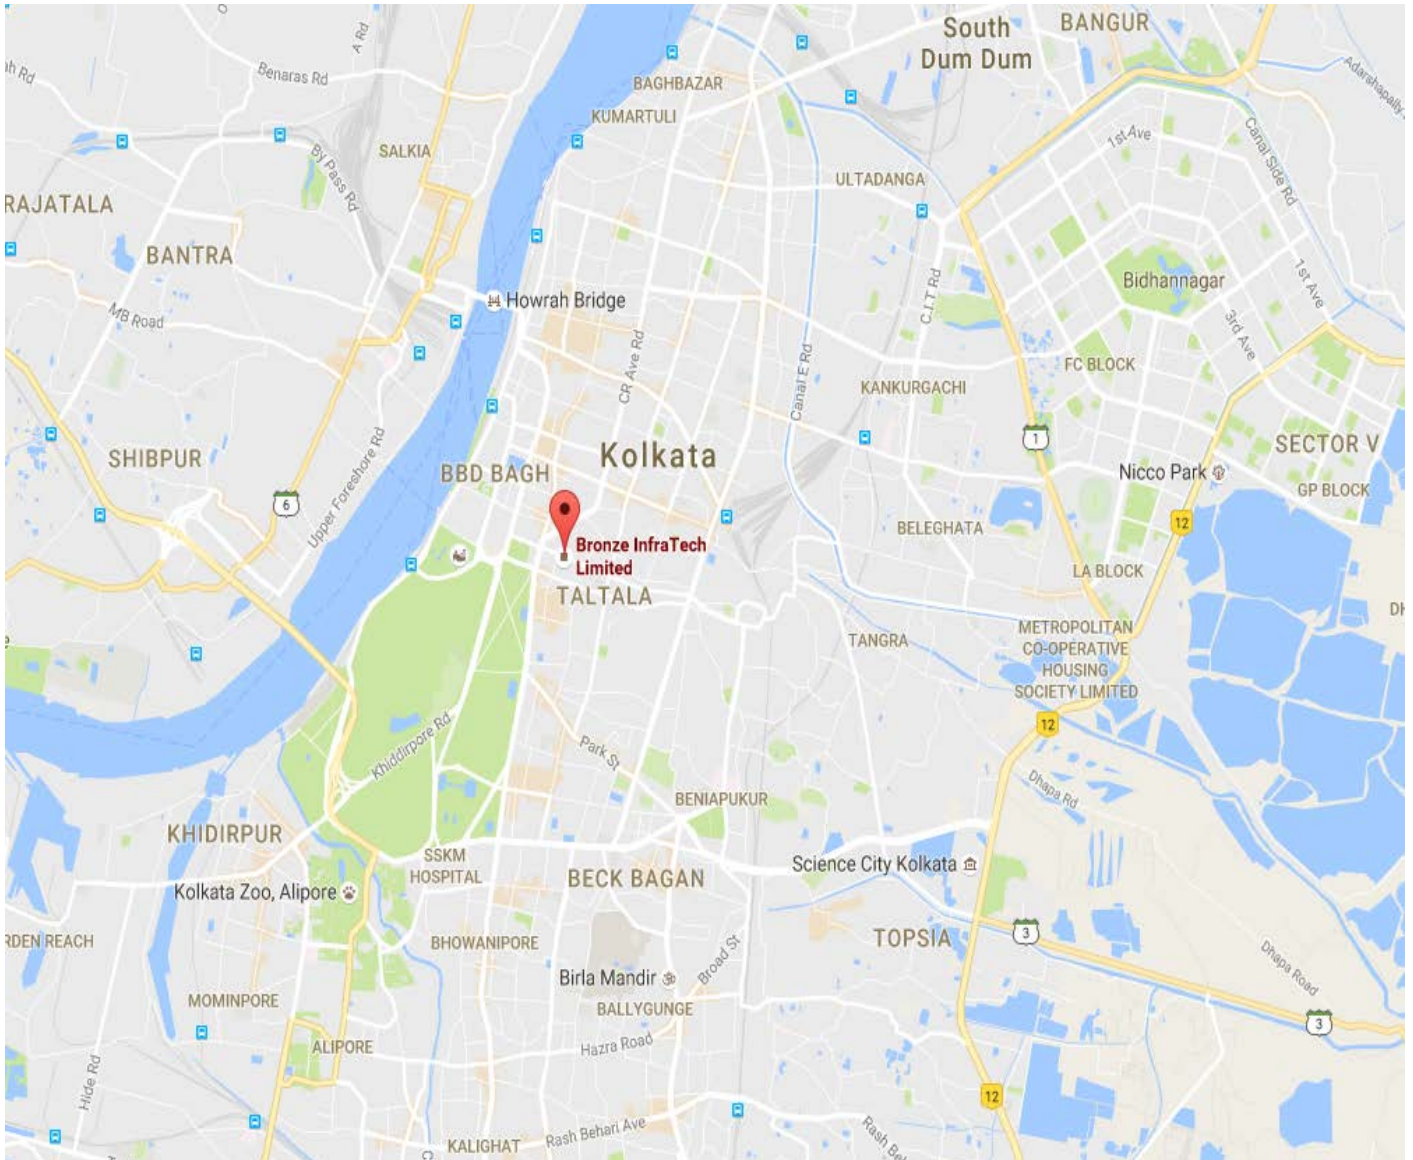 South
Dum Dum
BANGUR
A Rd
Benaras Rd
BAGHBAZAR
KUMARTULI
SALKIA
By Pass Rd
1st Ave
Canal Side Rd
Adarshapally
ULTADANGA
RAJATALA
BANTRA
Bidhannagar
1st Ave
C.I.T Rd
Howrah Bridge
MB Road
3rd Ave
CR Ave Rd
Canal E Rd
FC BLOCK
KANKURGACHI
1
SECTOR V
Kolkata
SHIBPUR
BBD BAGH
Nicco Park
GP BLOCK
Upper Foreshore Rd
6
12
BELEGHATA
Bronze InfraTech
Limited
LA BLOCK
TALTALA
TANGRA
METROPOLITAN
CO-OPERATIVE
HOUSING
SOCIETY LIMITED
12
Khiddirpore Rd
Park St
Dhapa Rd
BENIAPUKUR
KHIDIRPUR
SSKM
HOSPITAL
Science City Kolkata
BECK BAGAN
Kolkata Zoo, Alipore
RDEN REACH
BHOWANIPORE
TOPSIA
3
Broad St
Dhapa Road
Birla Mandir
MOMINPORE
BALLYGUNGE
3
ALIPORE
Hazra Road
Hide Rd
12
KALIGHAT
Rash Behari Ave
Rash Be